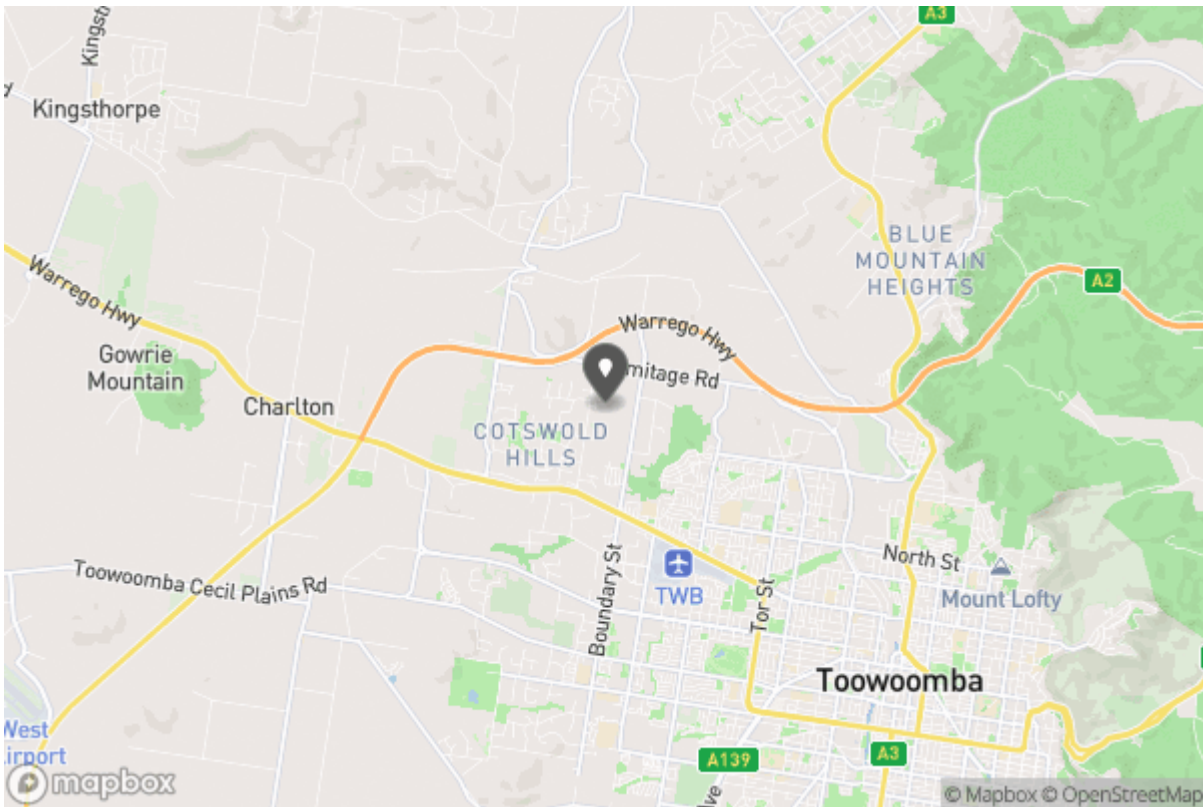 A3
Kingst
Kingsthorpe
BLUE
MOUNTAIN
HEIGHTS
A2
Warrego Hwy
Warrego Hwy
Gowrie
Mountain
mitage Rd
Charlton
COTSWOLD
HILLS
North St
Toowoomba Cecil Plains Rd
Boundary St
TWB
Tor St
Mount Lofty
Toowoomba
West
irport
A139
A3
lve
mapbox
© Mapbox © OpenStreetMap